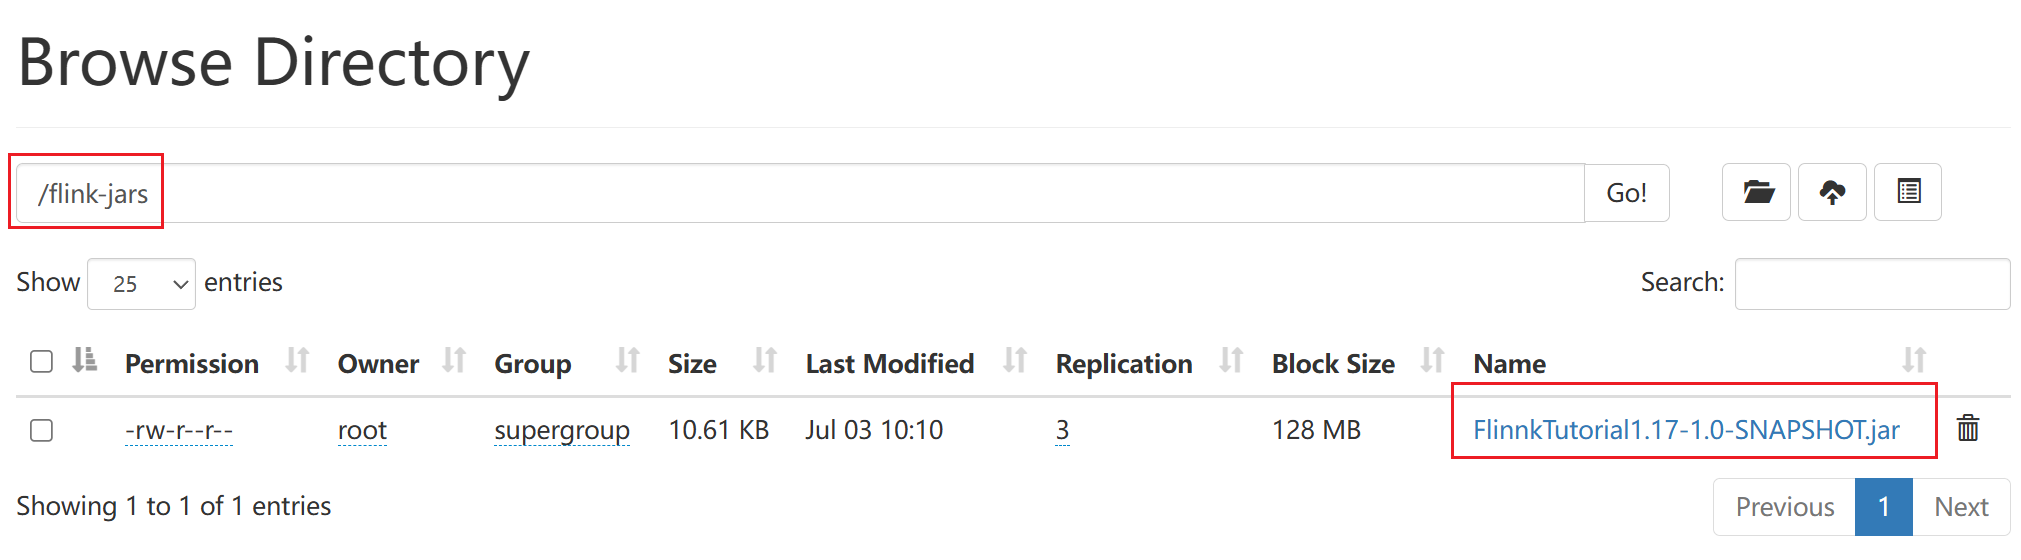 Browse Directory
/flink-jars Go!
Show 25 entries Search:
Permission Owner Group Size Last Modified Replication Block Size Name
-rw-r--r-- root supergroup 10.61 KB Jul 03 10:10 3 128 MB FlinnkTutorial1.17-1.0-SNAPSHOT.jar
Showing 1 to 1 of 1 entries Previous 1 Next